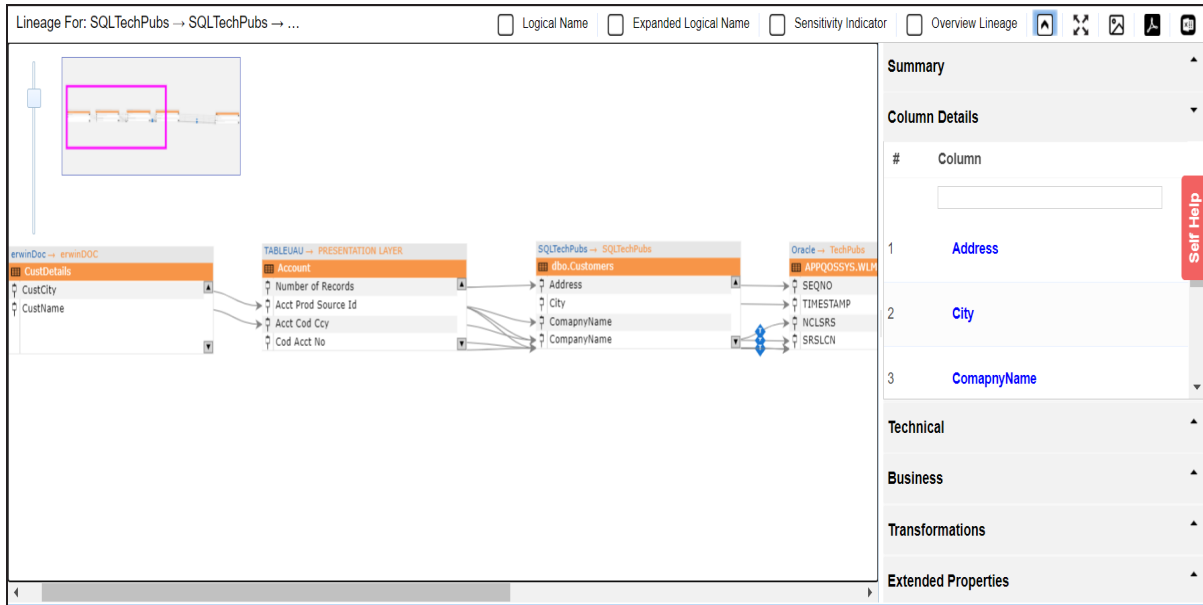 Lineage For: SQLTechPubs → SQLTechPubs → ...
Logical Name
Expanded Logical Name
Sensitivity Indicator
Overview Lineage
erwinDoc → erwinDOC
CustDetails
CustCity
CustName
TABLEUAU → PRESENTATION LAYER
Account
Number of Records
Acct Prod Source Id
Acct Cod Ccy
Cod Acct No
SQLTechPubs → SQLTechPubs
dbo.Customers
Address
City
ComapnyName
CompanyName
Oracle → TechPubs
APPQOSSYS.WLM
SEQNO
TIMESTAMP
NCLSRS
SRSLCN
Summary
Column Details
# Column
1 Address
2 City
3 ComapnyName
Technical
Business
Transformations
Extended Properties
Self Help